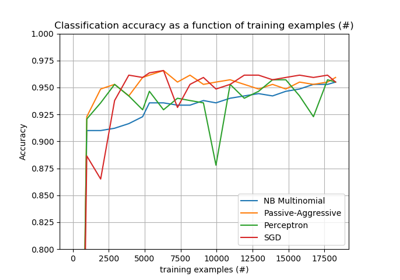 Classification accuracy as a function of training examples (#)
1.000
0.975
0.950
0.925
0.900
0.875
0.850
0.825
0.800
Accuracy
NB Multinomial
Passive-Aggressive
Perceptron
SGD
0 2500 5000 7500 10000 12500 15000 17500
training examples (#)